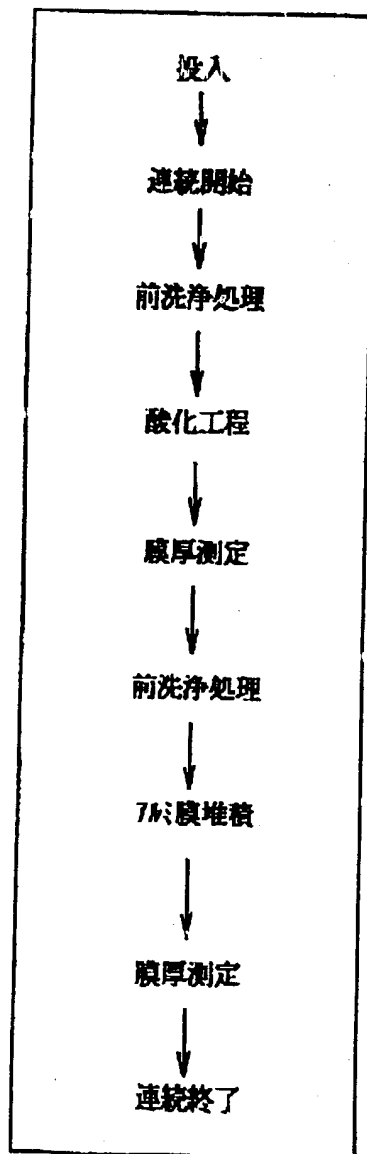 投入
連続開始
前洗浄処理
酸化工程
膜厚測定
前洗浄処理
ｱﾙﾐ膜堆積
膜厚測定
連続終了